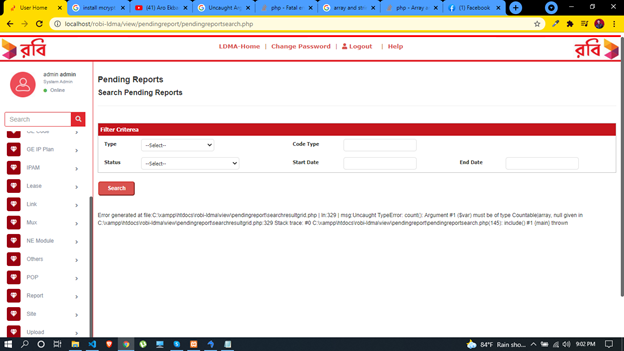 User Home
install mcrypt
(41) Aro Ekbo
Uncaught Ar
php - Fatal e
array and str
php - Array o
(1) Facebook
localhost/robi-ldma/view/pendingreport/pendingreportsearch.php
রবি
LDMA-Home | Change Password | Logout | Help
রবি
admin admin
System Admin
Online
Search
GE IP Plan
IPAM
Lease
Link
Mux
NE Module
Others
POP
Report
Site
Upload
Pending Reports
Search Pending Reports
Filter Criterea
Type --Select-- Code Type
Status --Select-- Start Date End Date
Search
Error generated at file:C:\xampp\htdocs\robi-ldma\view\pendingreport\searchresultgrid.php | ln:329 | msg:Uncaught TypeError: count(): Argument #1 ($var) must be of type Countable|array, null given in
C:\xampp\htdocs\robi-ldma\view\pendingreport\searchresultgrid.php:329 Stack trace: #0 C:\xampp\htdocs\robi-ldma\view\pendingreport\pendingreportsearch.php(145): include() #1 {main} thrown
84°F Rain sho...
9:02 PM